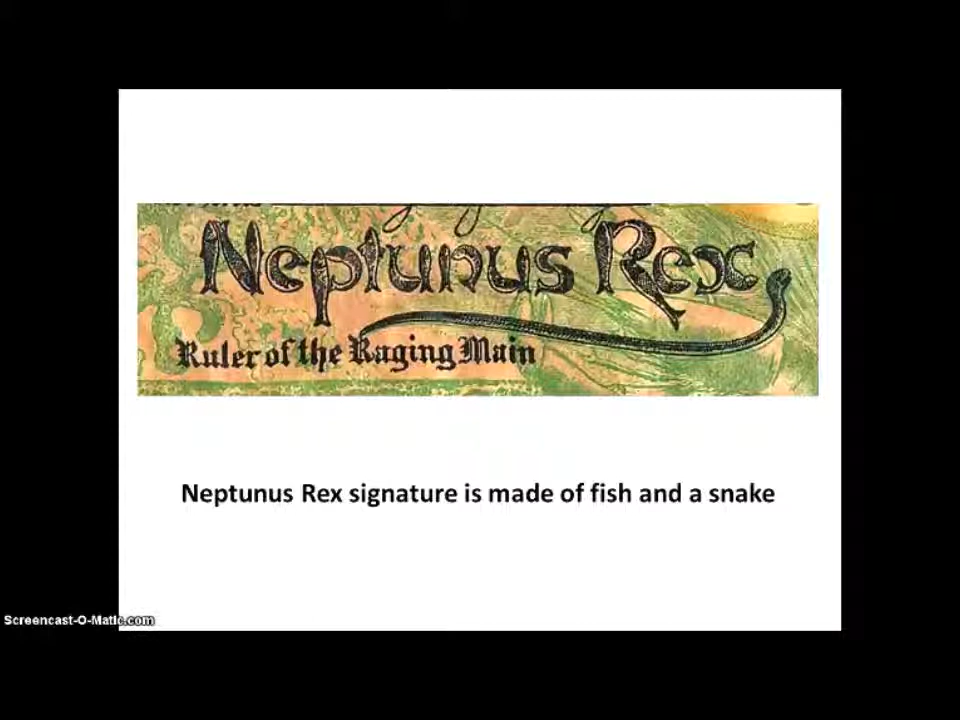 Neptunus Rex
Ruler of the Raging Main
Neptunus Rex signature is made of fish and a snake
Screencast-O-Matic.com